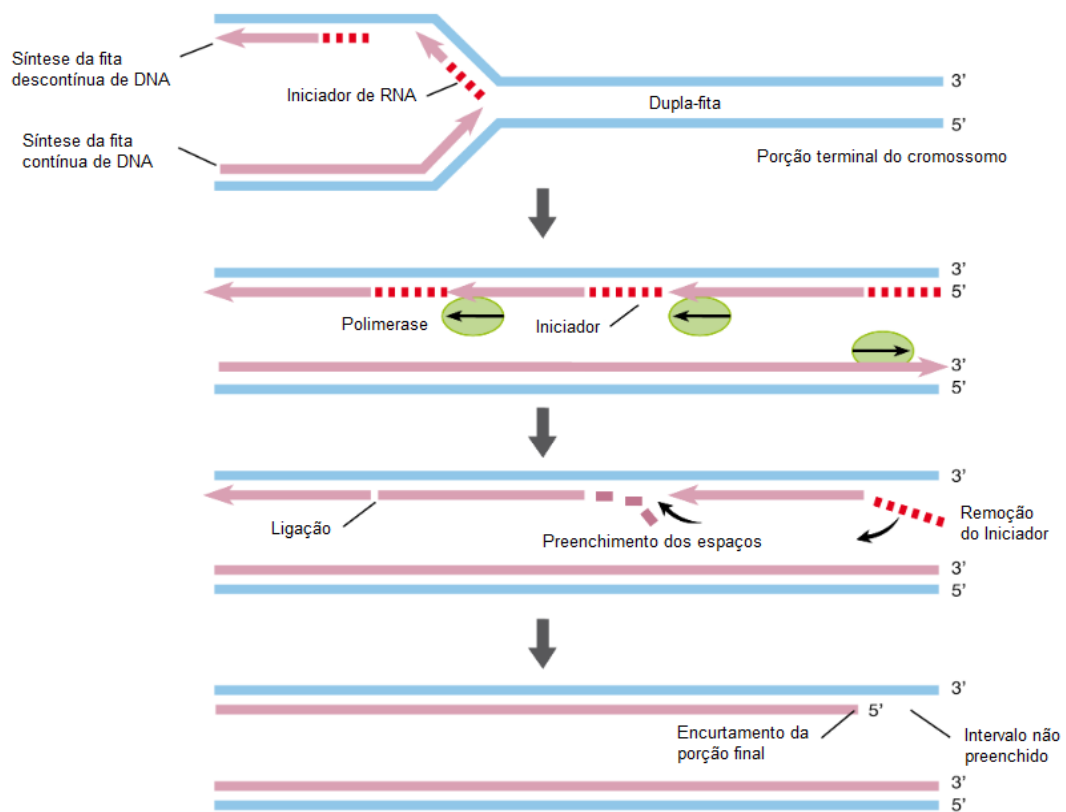 Síntese da fita
descontínua de DNA
Iniciador de RNA
3’
Dupla-fita
5’
Síntese da fita
contínua de DNA
Porção terminal do cromossomo
3’
5’
Polimerase
Iniciador
3’
5’
3’
Ligação
Preenchimento dos espaços
Remoção
do Iniciador
3’
5’
3’
5’
Encurtamento da
porção final
Intervalo não
preenchido
3’
5’